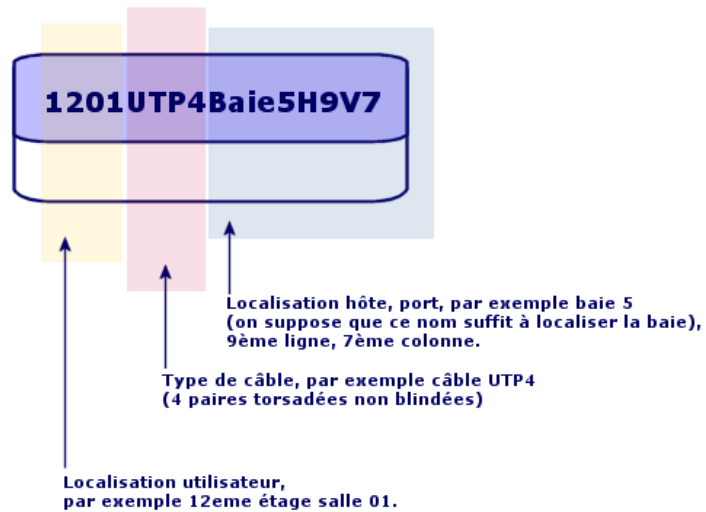 1201UTP4Baie5H9V7
Localisation hôte, port, par exemple baie 5
(on suppose que ce nom suffit à localiser la baie),
9ème ligne, 7ème colonne.
Type de câble, par exemple câble UTP4
(4 paires torsadées non blindées)
Localisation utilisateur,
par exemple 12eme étage salle 01.